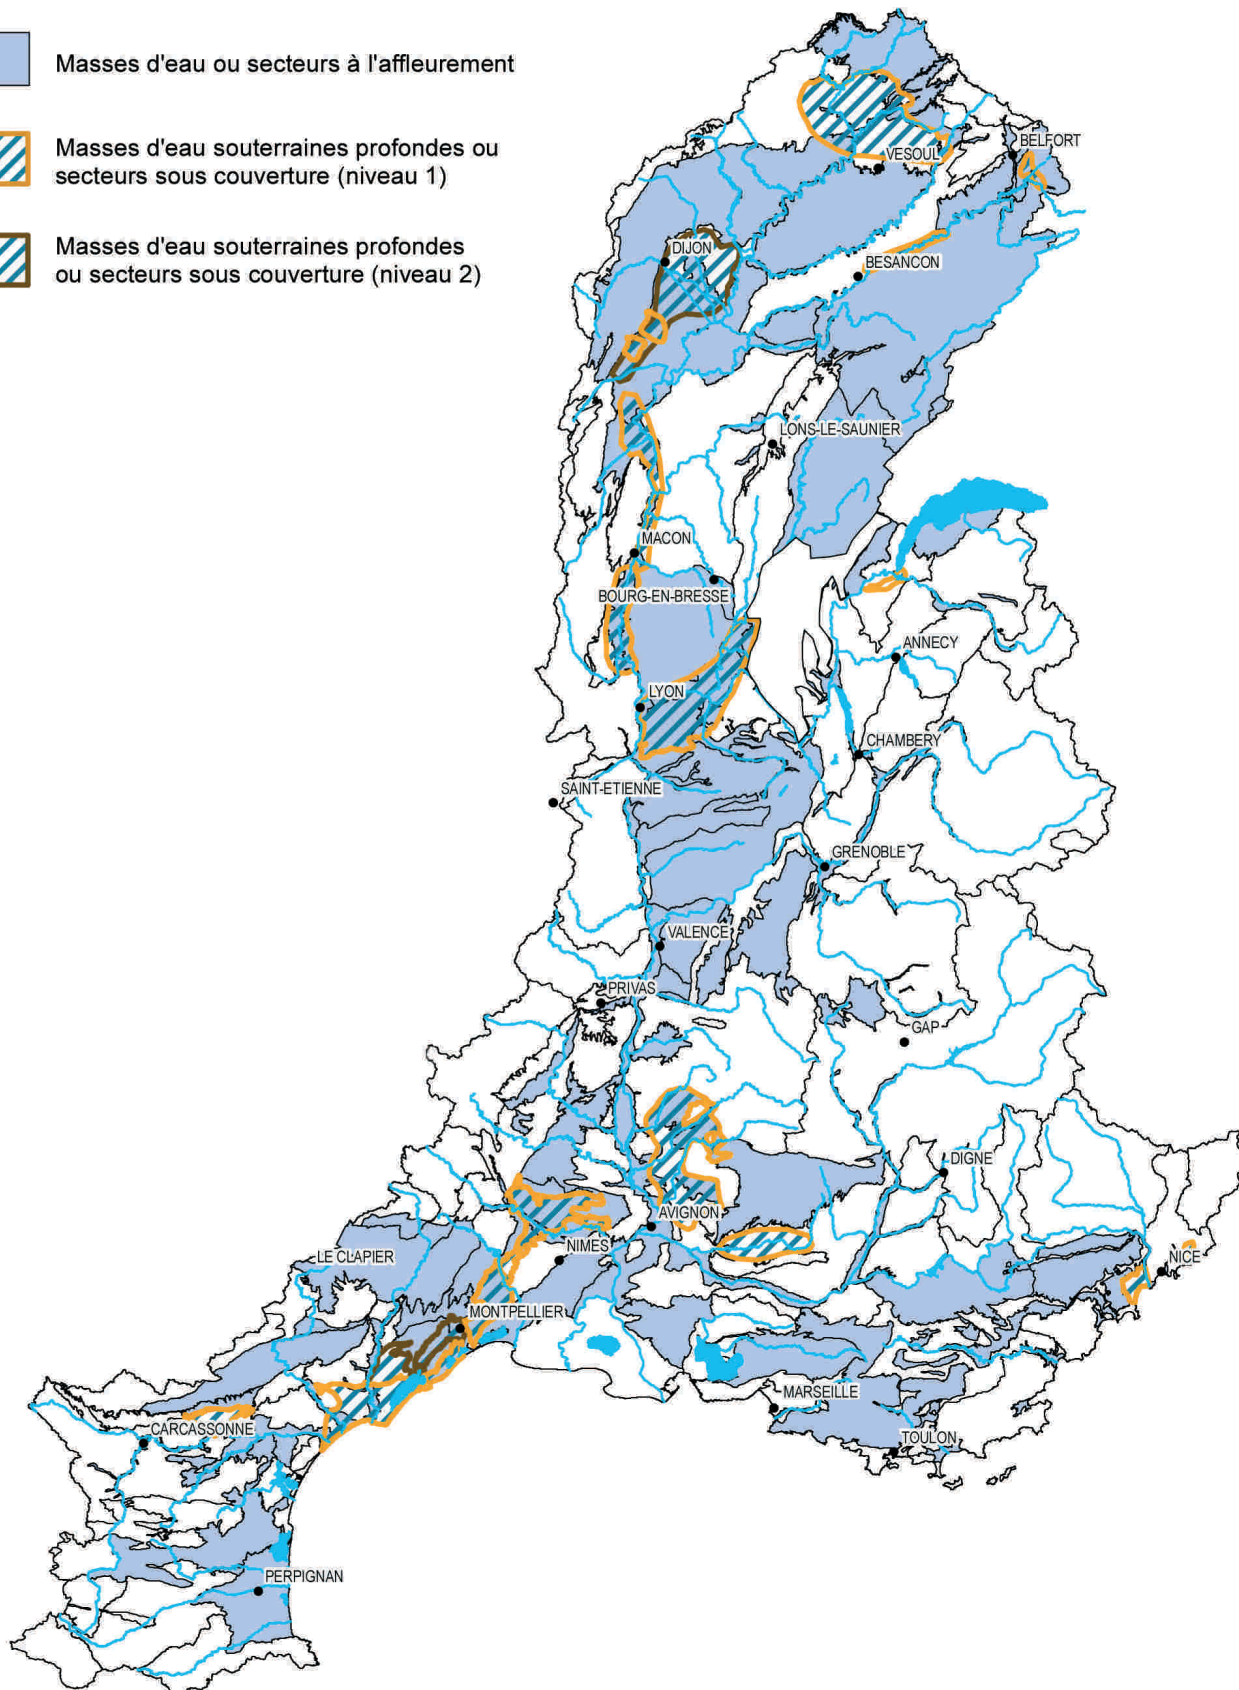 Masses d'eau ou secteurs à l'affleurement
Masses d'eau souterraines profondes ou
secteurs sous couverture (niveau 1)
Masses d'eau souterraines profondes
ou secteurs sous couverture (niveau 2)
BELFORT
VESOUL
DIJON
BESANCON
LONS-LE-SAUNIER
MACON
BOURG-EN-BRESSE
ANNECY
LYON
CHAMBERY
SAINT-ETIENNE
GRENOBLE
VALENCE
PRIVAS
GAP
DIGNE
AVIGNON
NIMES
LE CLAPIER
NICE
MONTPELLIER
MARSEILLE
CARCASSONNE
TOULON
PERPIGNAN